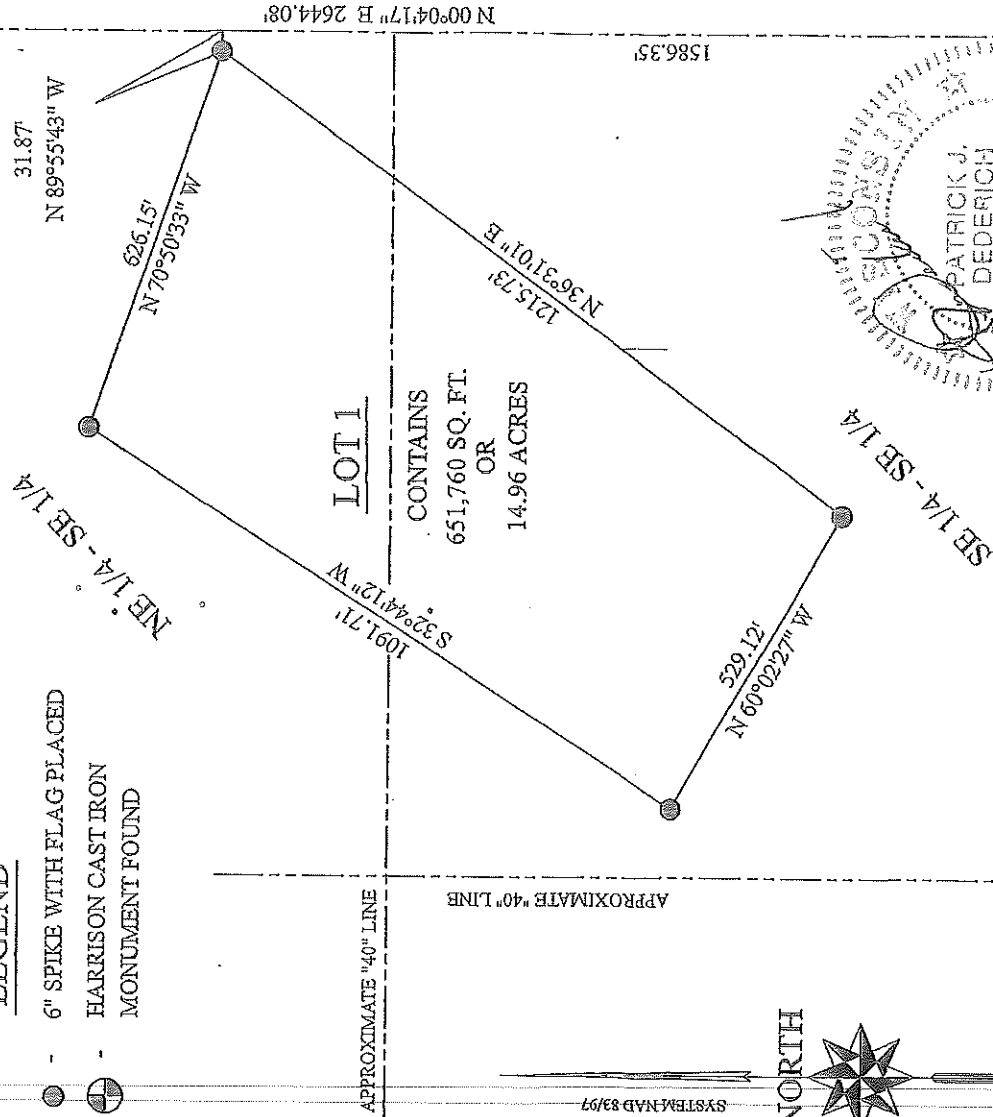 N 00°04'17" E 2644.08'
31.87'
N 89°55'43" W
626.15'
N 70°50'33" W
1586.35'
NE 1/4 - SE 1/4
LEGEND
- 6" SPIKE WITH FLAG PLACED
- HARRISON CAST IRON
MONUMENT FOUND
LOT 1
CONTAINS
651,760 SQ. FT.
OR
14.96 ACRES
S 32°44'12" W
1091.71'
N 36°31'01" E
1215.73'
529.12'
N 60°02'27" W
SE 1/4 - SE 1/4
APPROXIMATE "40" LINE
APPROXIMATE "40" LINE
NORTH
SYSTEM-NAD 83/97
WISCONSIN
PATRICK J.
DEDERICH